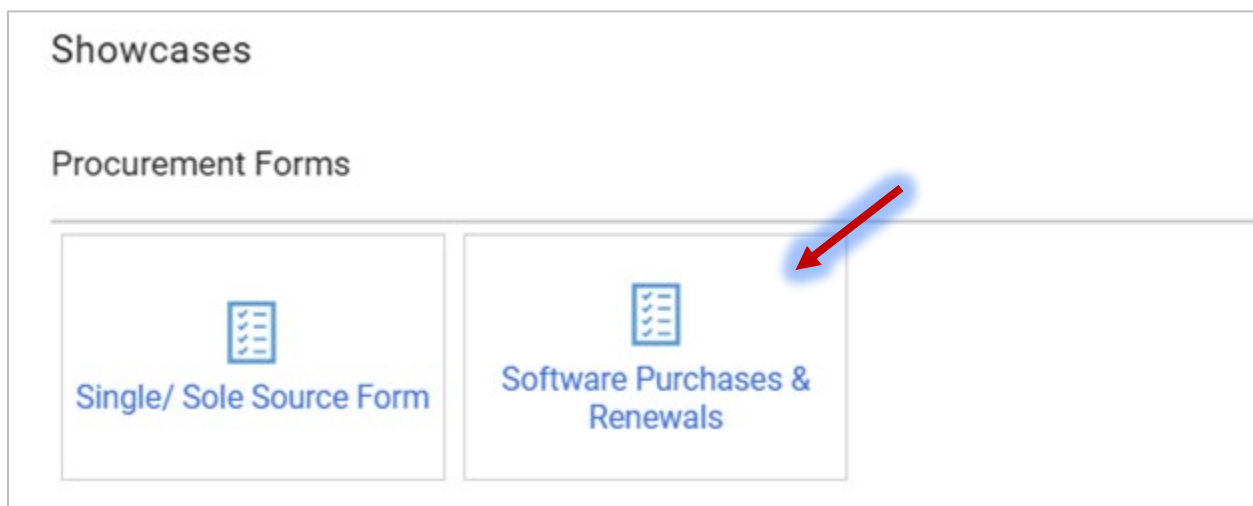 Showcases
Procurement Forms
Single/ Sole Source Form
Software Purchases &
Renewals